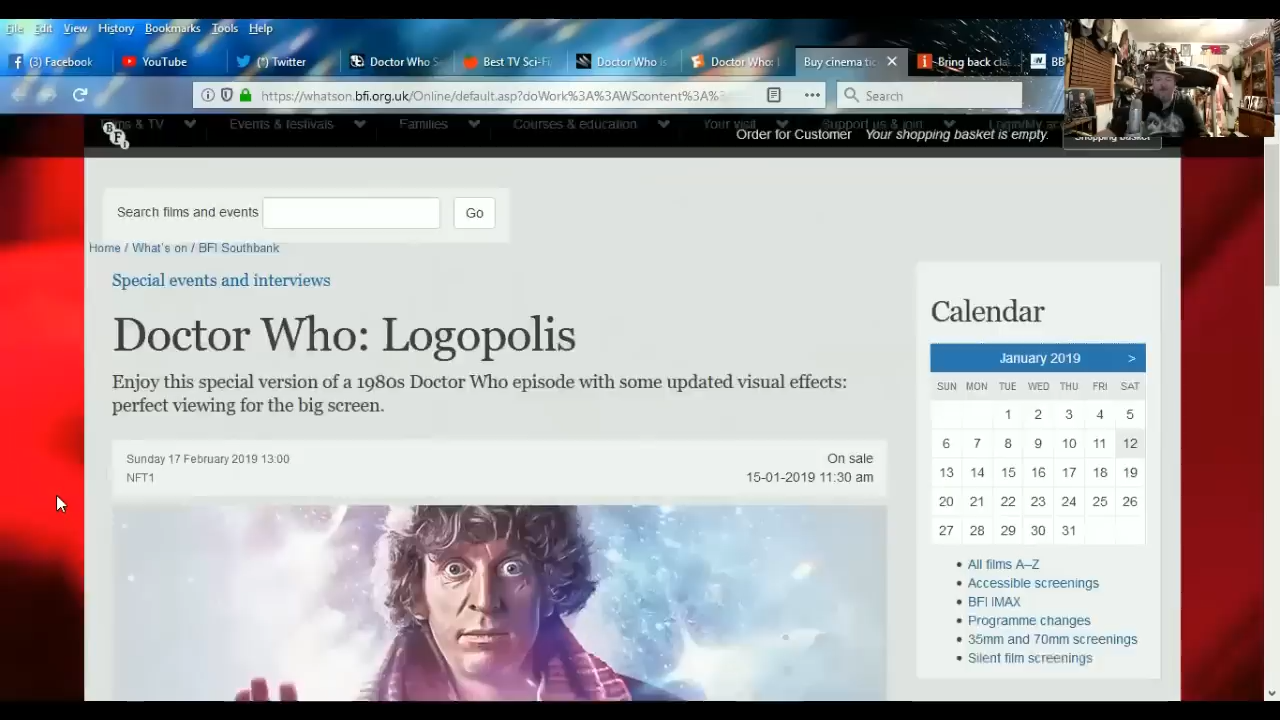 File Edit View History Bookmarks Tools Help
(3) Facebook YouTube (*) Twitter Doctor Who S Best TV Sci-Fi Doctor Who is Doctor Who: Buy cinema tic Bring back cla BB
https://whatson.bfi.org.uk/Online/default.asp?doWork%3A%3AWScontent%3A%3 Search
Films & TV Events & festivals Families Courses & education Your visit Support us & join
BFI
Order for Customer Your shopping basket is empty. Shopping basket
Search films and events Go
Home / What's on / BFI Southbank
Special events and interviews
Doctor Who: Logopolis
Enjoy this special version of a 1980s Doctor Who episode with some updated visual effects:
perfect viewing for the big screen.
Sunday 17 February 2019 13:00 On sale
NFT1 15-01-2019 11:30 am
Calendar
January 2019 >
SUN MON TUE WED THU FRI SAT
1 2 3 4 5
6 7 8 9 10 11 12
13 14 15 16 17 18 19
20 21 22 23 24 25 26
27 28 29 30 31
All films A–Z
Accessible screenings
BFI IMAX
Programme changes
35mm and 70mm screenings
Silent film screenings